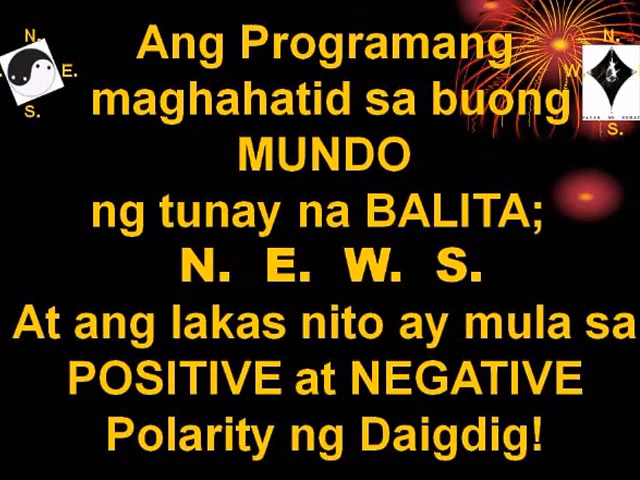 N.
E.
S.
N.
W
S.
Ang Programang
maghahatid sa buong
MUNDO
ng tunay na BALITA;
N. E. W. S.
At ang lakas nito ay mula sa
POSITIVE at NEGATIVE
Polarity ng Daigdig!